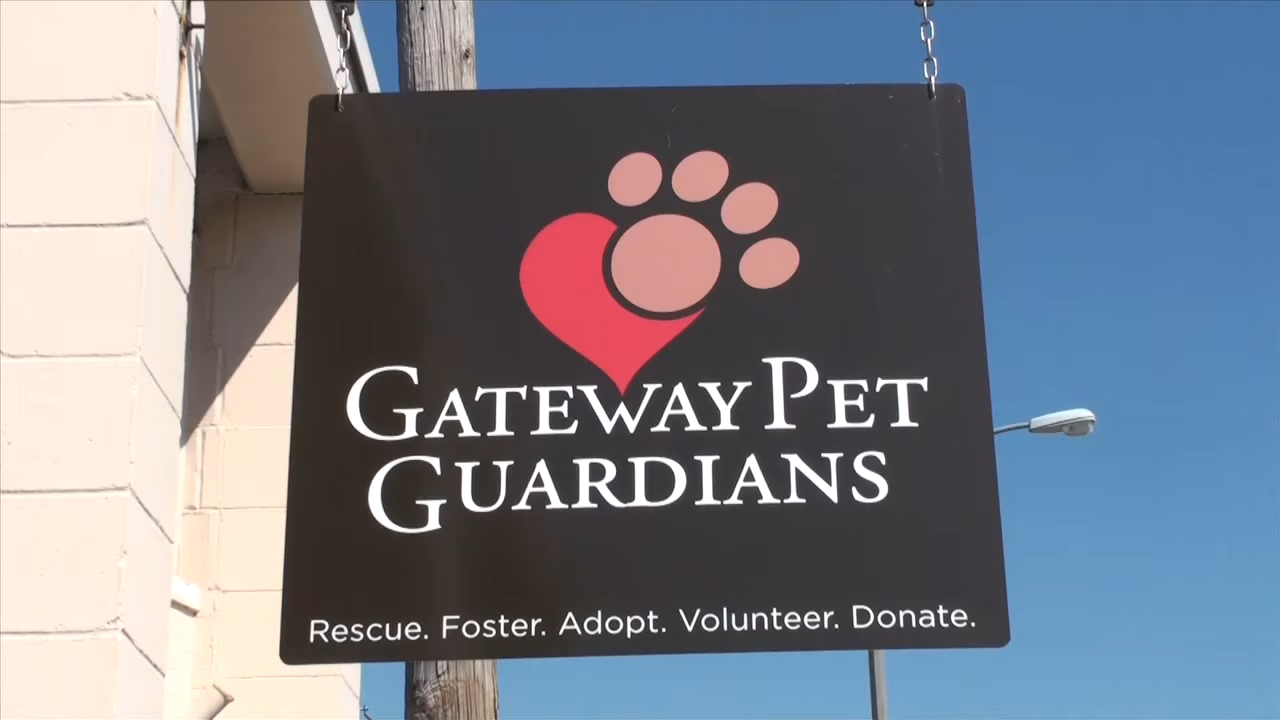 Gateway Pet
Guardians
Rescue. Foster. Adopt. Volunteer. Donate.